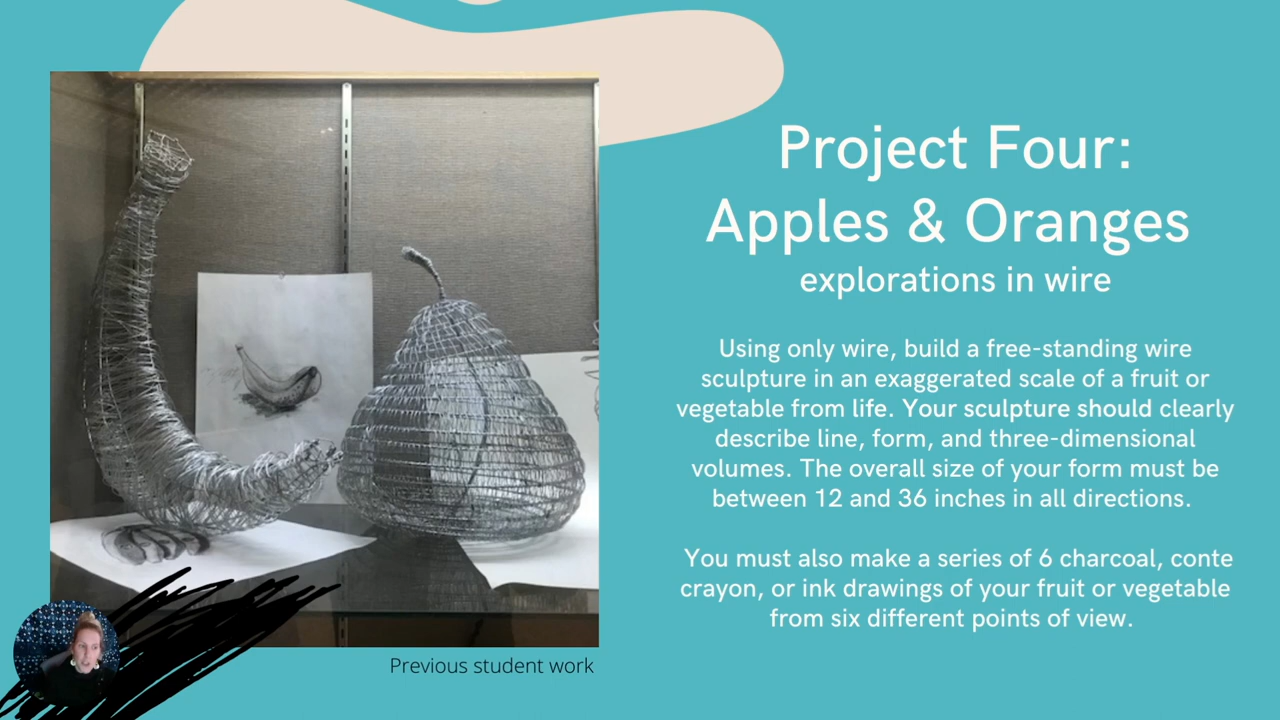 Project Four:
Apples & Oranges
explorations in wire
Using only wire, build a free-standing wire
sculpture in an exaggerated scale of a fruit or
vegetable from life. Your sculpture should clearly
describe line, form, and three-dimensional
volumes. The overall size of your form must be
between 12 and 36 inches in all directions.
You must also make a series of 6 charcoal, conte
crayon, or ink drawings of your fruit or vegetable
from six different points of view.
Previous student work